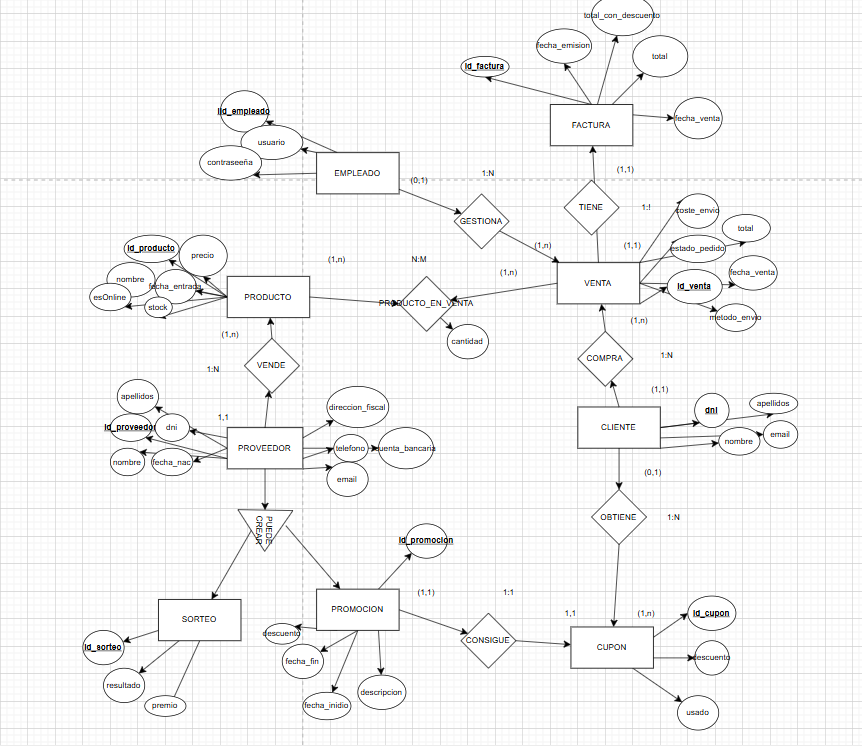 total_con_descuento
fecha_emision
total
id_factura
fecha_venta
FACTURA
id_empleado
usuario
contraseeña
EMPLEADO
(0,1)
1:N
GESTIONA
(1,n)
(1,1)
TIENE
1:!
(1,1)
coste_envio
total
estado_pedido
fecha_venta
id_venta
metodo_envio
VENTA
(1,n)
id_producto
precio
nombre
fecha_entrada
esOnline
stock
PRODUCTO
(1,n)
N:M
(1,n)
PRODUCTO_EN_VENTA
cantidad
(1,n)
VENDE
1:N
1,1
COMPRA
1:N
(1,1)
CLIENTE
dni
apellidos
email
nombre
(0,1)
apellidos
dni
id_proveedor
nombre
fecha_nac
PROVEEDOR
direccion_fiscal
telefono
uenta_bancaria
email
OBTIENE
1:N
PUEDE
CREAR
id_promocion
SORTEO
id_sorteo
resultado
premio
PROMOCION
(1,1)
1:1
descuento
fecha_fin
fecha_inidio
descripcion
CONSIGUE
1,1
(1,n)
CUPON
id_cupon
descuento
usado